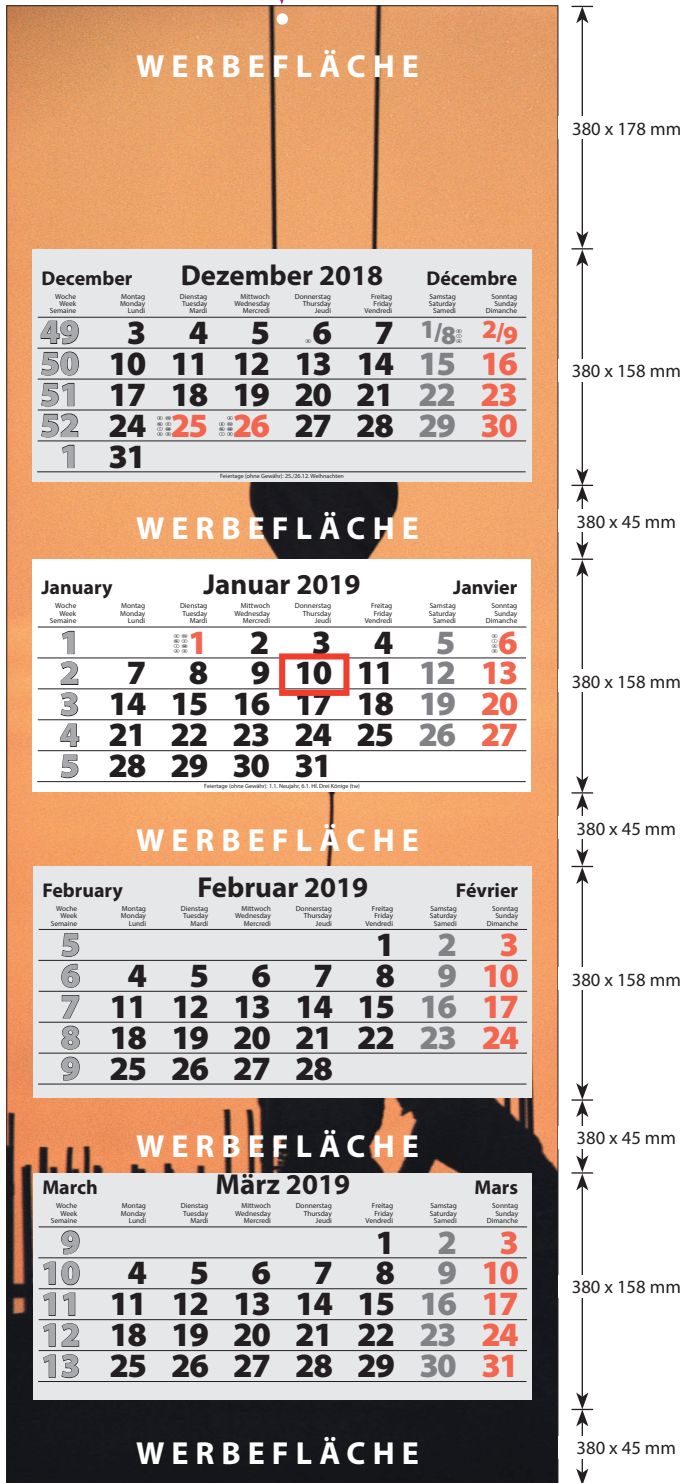 WERBEFLÄCHE
380 x 178 mm
December Dezember 2018 Décembre
Woche Montag Dienstag Mittwoch Donnerstag Freitag Samstag Sonntag
Week Monday Tuesday Wednesday Thursday Friday Saturday Sunday
Semaine Lundi Mardi Mercredi Jeudi Vendredi Samedi Dimanche
49 3 4 5 6 7 1/8 2/9
50 10 11 12 13 14 15 16
51 17 18 19 20 21 22 23
52 24 25 26 27 28 29 30
1 31
Feiertage (ohne Gewähr): 25./26.12. Weihnachten
380 x 158 mm
WERBEFLÄCHE
380 x 45 mm
January Januar 2019 Janvier
Woche Montag Dienstag Mittwoch Donnerstag Freitag Samstag Sonntag
Week Monday Tuesday Wednesday Thursday Friday Saturday Sunday
Semaine Lundi Mardi Mercredi Jeudi Vendredi Samedi Dimanche
1 1 2 3 4 5 6
2 7 8 9 10 11 12 13
3 14 15 16 17 18 19 20
4 21 22 23 24 25 26 27
5 28 29 30 31
Feiertage (ohne Gewähr): 1.1. Neujahr, 6.1. Hl. Drei Könige (tw)
380 x 158 mm
WERBEFLÄCHE
380 x 45 mm
February Februar 2019 Février
Woche Montag Dienstag Mittwoch Donnerstag Freitag Samstag Sonntag
Week Monday Tuesday Wednesday Thursday Friday Saturday Sunday
Semaine Lundi Mardi Mercredi Jeudi Vendredi Samedi Dimanche
5 1 2 3
6 4 5 6 7 8 9 10
7 11 12 13 14 15 16 17
8 18 19 20 21 22 23 24
9 25 26 27 28
380 x 158 mm
WERBEFLÄCHE
380 x 45 mm
March März 2019 Mars
Woche Montag Dienstag Mittwoch Donnerstag Freitag Samstag Sonntag
Week Monday Tuesday Wednesday Thursday Friday Saturday Sunday
Semaine Lundi Mardi Mercredi Jeudi Vendredi Samedi Dimanche
9 1 2 3
10 4 5 6 7 8 9 10
11 11 12 13 14 15 16 17
12 18 19 20 21 22 23 24
13 25 26 27 28 29 30 31
380 x 158 mm
WERBEFLÄCHE
380 x 45 mm